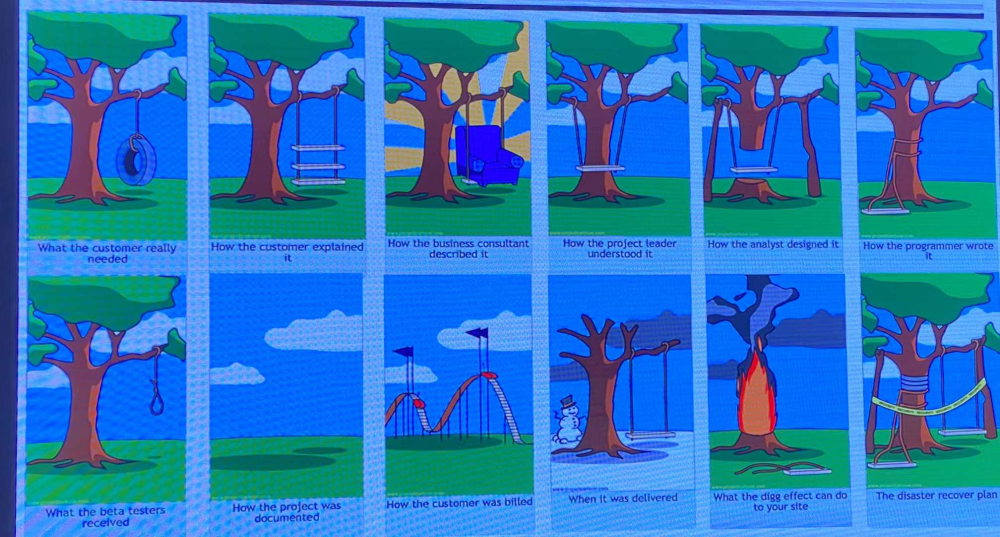 What the customer really
needed
How the customer explained
it
How the business consultant
described it
How the project leader
understood it
How the analyst designed it
How the programmer wrote
it
What the beta testers
received
How the project was
documented
How the customer was billed
When it was delivered
What the digg effect can do
to your site
The disaster recover plan